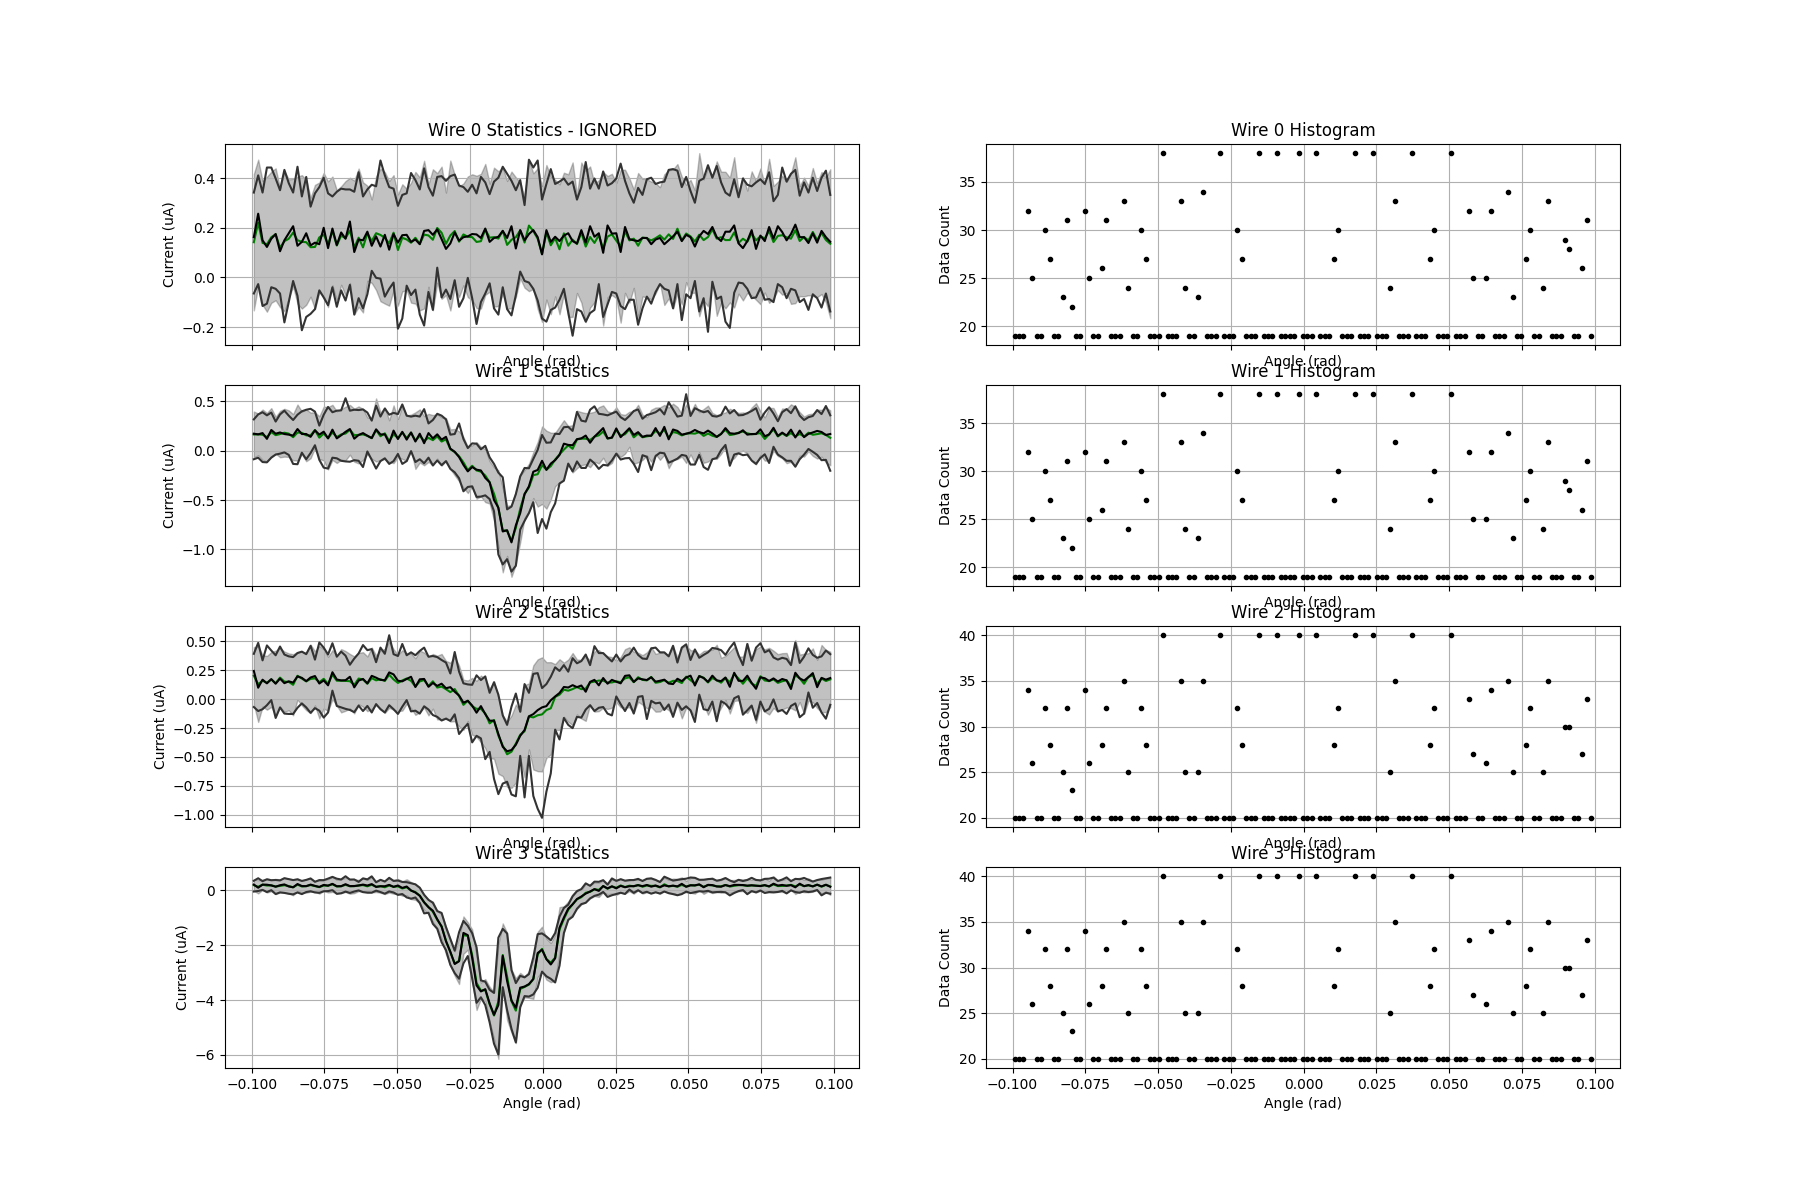 Wire 0 Statistics - IGNORED
Current (uA)
0.4
0.2
0.0
−0.2
Angle (rad)
Wire 0 Histogram
Data Count
35
30
25
20
Angle (rad)
Wire 1 Statistics
Current (uA)
0.5
0.0
−0.5
−1.0
Angle (rad)
Wire 1 Histogram
Data Count
35
30
25
20
Angle (rad)
Wire 2 Statistics
Current (uA)
0.50
0.25
0.00
−0.25
−0.50
−0.75
−1.00
Angle (rad)
Wire 2 Histogram
Data Count
40
35
30
25
20
Angle (rad)
Wire 3 Statistics
Current (uA)
0
−2
−4
−6
−0.100 −0.075 −0.050 −0.025 0.000 0.025 0.050 0.075 0.100
Angle (rad)
Wire 3 Histogram
Data Count
40
35
30
25
20
−0.100 −0.075 −0.050 −0.025 0.000 0.025 0.050 0.075 0.100
Angle (rad)